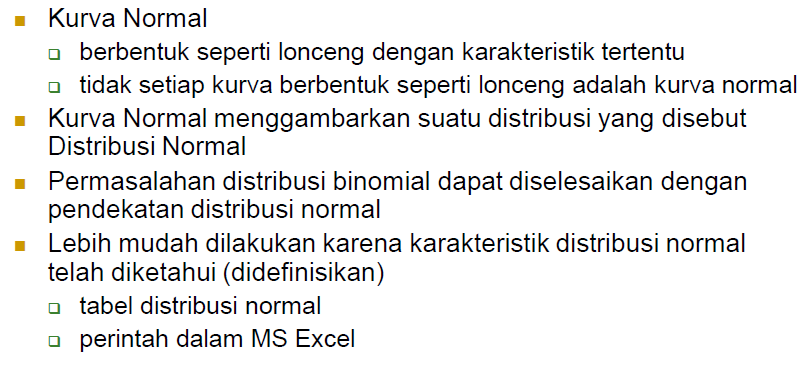 Kurva Normal
berbentuk seperti lonceng dengan karakteristik tertentu
tidak setiap kurva berbentuk seperti lonceng adalah kurva normal
Kurva Normal menggambarkan suatu distribusi yang disebut
Distribusi Normal
Permasalahan distribusi binomial dapat diselesaikan dengan
pendekatan distribusi normal
Lebih mudah dilakukan karena karakteristik distribusi normal
telah diketahui (didefinisikan)
tabel distribusi normal
perintah dalam MS Excel